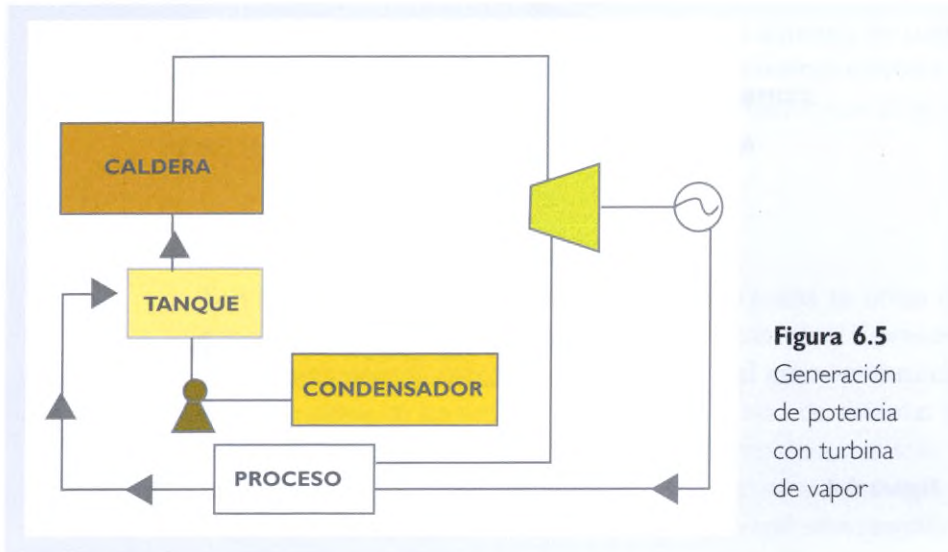 CALDERA
TANQUE
CONDENSADOR
PROCESO
Figura 6.5
Generación
de potencia
con turbina
de vapor